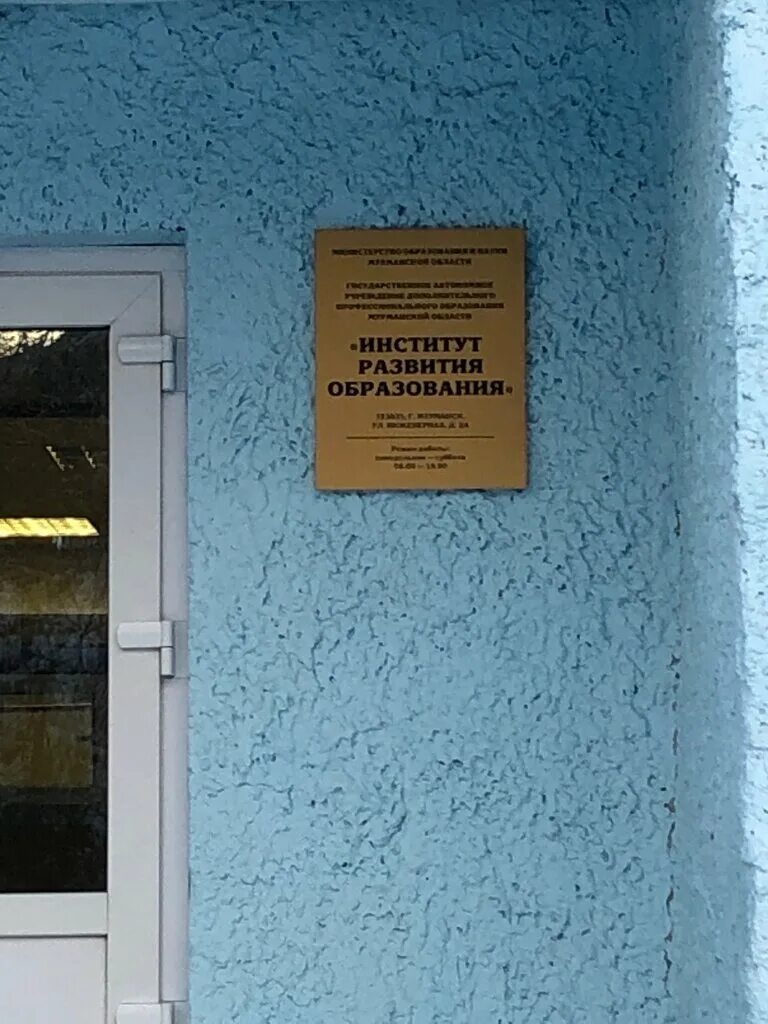 МИНИСТЕРСТВО ОБРАЗОВАНИЯ И НАУКИ
МУРМАНСКОЙ ОБЛАСТИ
ГОСУДАРСТВЕННОЕ АВТОНОМНОЕ
УЧРЕЖДЕНИЕ ДОПОЛНИТЕЛЬНОГО
ПРОФЕССИОНАЛЬНОГО ОБРАЗОВАНИЯ
МУРМАНСКОЙ ОБЛАСТИ
«ИНСТИТУТ
РАЗВИТИЯ
ОБРАЗОВАНИЯ»
Г. МУРМАНСК,
УЛ. ИНЖЕНЕРНАЯ, Д. 2А
Режим работы:
понедельник — суббота